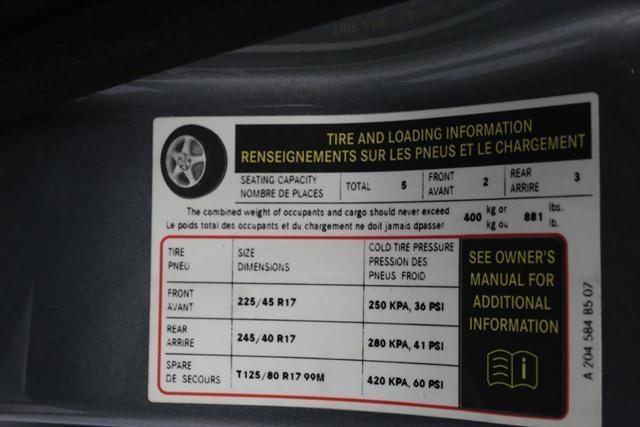 TIRE AND LOADING INFORMATION
RENSEIGNEMENTS SUR LES PNEUS ET LE CHARGEMENT
SEATING CAPACITY TOTAL 5 FRONT 2 REAR 3
NOMBRE DE PLACES AVANT ARRIÈRE
The combined weight of occupants and cargo should never exceed 400 kg or 881 lbs.
Le poids total des occupants et du chargement ne doit jamais dpasser kg ou lb.
TIRE SIZE COLD TIRE PRESSURE
PNEU DIMENSIONS PRESSION DES
PNEUS FROID
FRONT 225/45 R17 250 KPA, 36 PSI
AVANT
REAR 245/40 R17 280 KPA, 41 PSI
ARRIÈRE
SPARE T125/80 R17 99M 420 KPA, 60 PSI
DE SECOURS
SEE OWNER'S
MANUAL FOR
ADDITIONAL
INFORMATION
A 204 584 85 07